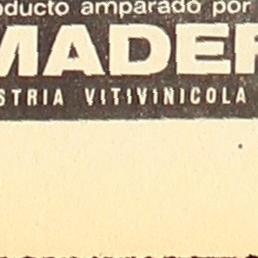 oducto amparado por
MADER
STRIA VITIVINICOLA